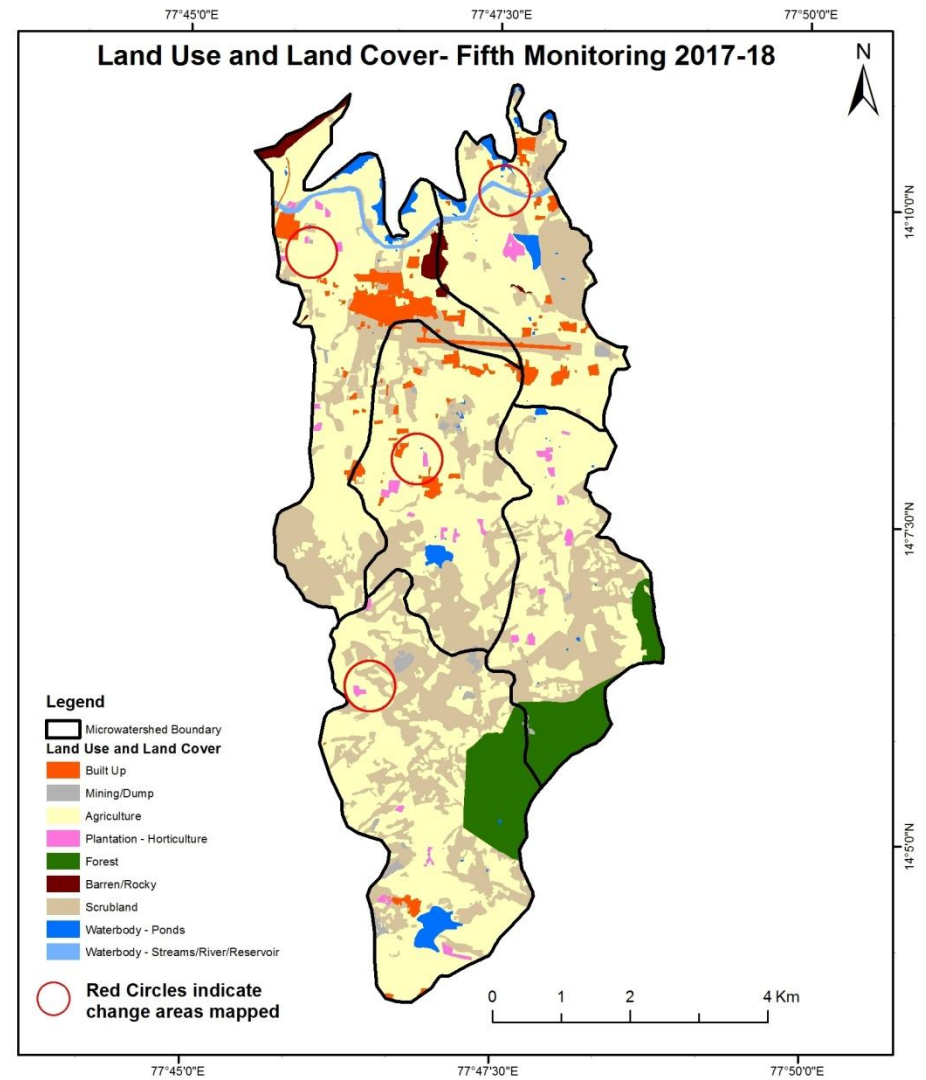 77°45'0"E
77°47'30"E
77°50'0"E
Land Use and Land Cover- Fifth Monitoring 2017-18
N
14°10'0"N
14°7'30"N
14°5'0"N
Legend
Microwatershed Boundary
Land Use and Land Cover
Built Up
Mining/Dump
Agriculture
Plantation - Horticulture
Forest
Barren/Rocky
Scrubland
Waterbody - Ponds
Waterbody - Streams/River/Reservoir
Red Circles indicate
change areas mapped
0 1 2 4 Km
77°45'0"E
77°47'30"E
77°50'0"E